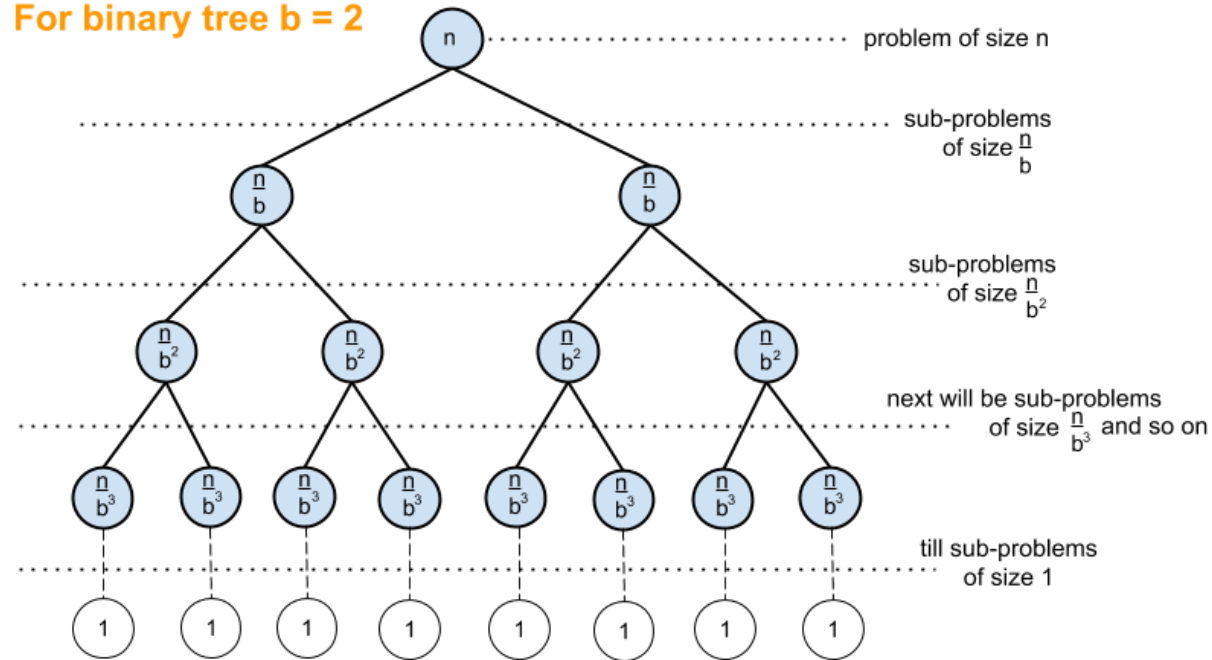 For binary tree b = 2
n
problem of size n
sub-problems
of size n/b
n/b n/b
sub-problems
of size n/b²
n/b² n/b² n/b² n/b²
next will be sub-problems
of size n/b³ and so on
n/b³ n/b³ n/b³ n/b³ n/b³ n/b³ n/b³ n/b³
till sub-problems
of size 1
1 1 1 1 1 1 1 1